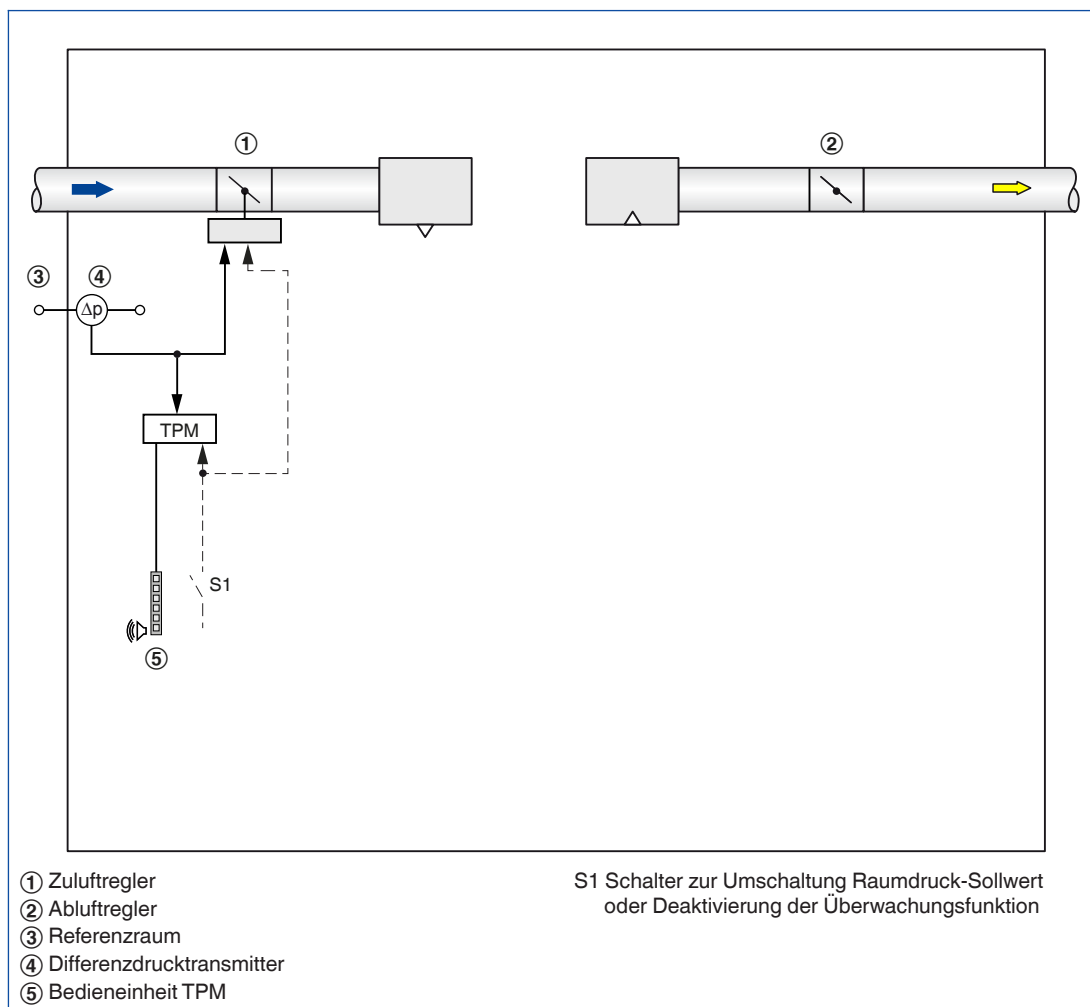 ①
②
③
④
Δp
TPM
S1
⑤
① Zuluftregler
② Abluftregler
③ Referenzraum
④ Differenzdrucktransmitter
⑤ Bedieneinheit TPM
S1 Schalter zur Umschaltung Raumdruck-Sollwert
oder Deaktivierung der Überwachungsfunktion